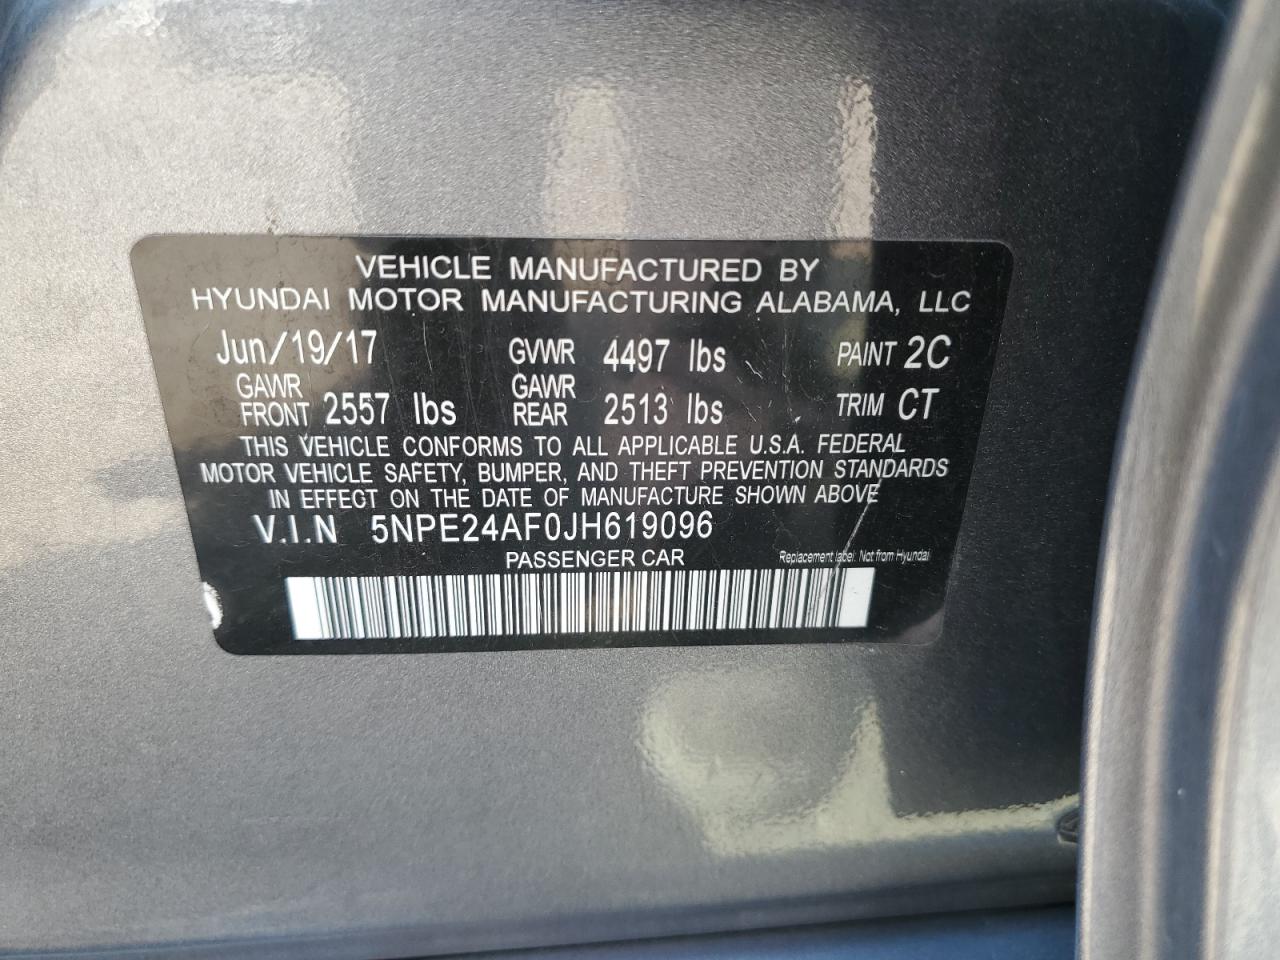 VEHICLE MANUFACTURED BY
HYUNDAI MOTOR MANUFACTURING ALABAMA, LLC
Jun/19/17 GVWR 4497 lbs PAINT 2C
GAWR FRONT 2557 lbs GAWR REAR 2513 lbs TRIM CT
THIS VEHICLE CONFORMS TO ALL APPLICABLE U.S.A. FEDERAL
MOTOR VEHICLE SAFETY, BUMPER, AND THEFT PREVENTION STANDARDS
IN EFFECT ON THE DATE OF MANUFACTURE SHOWN ABOVE
V.I.N 5NPE24AF0JH619096
PASSENGER CAR Replacement label: Not from Hyundai